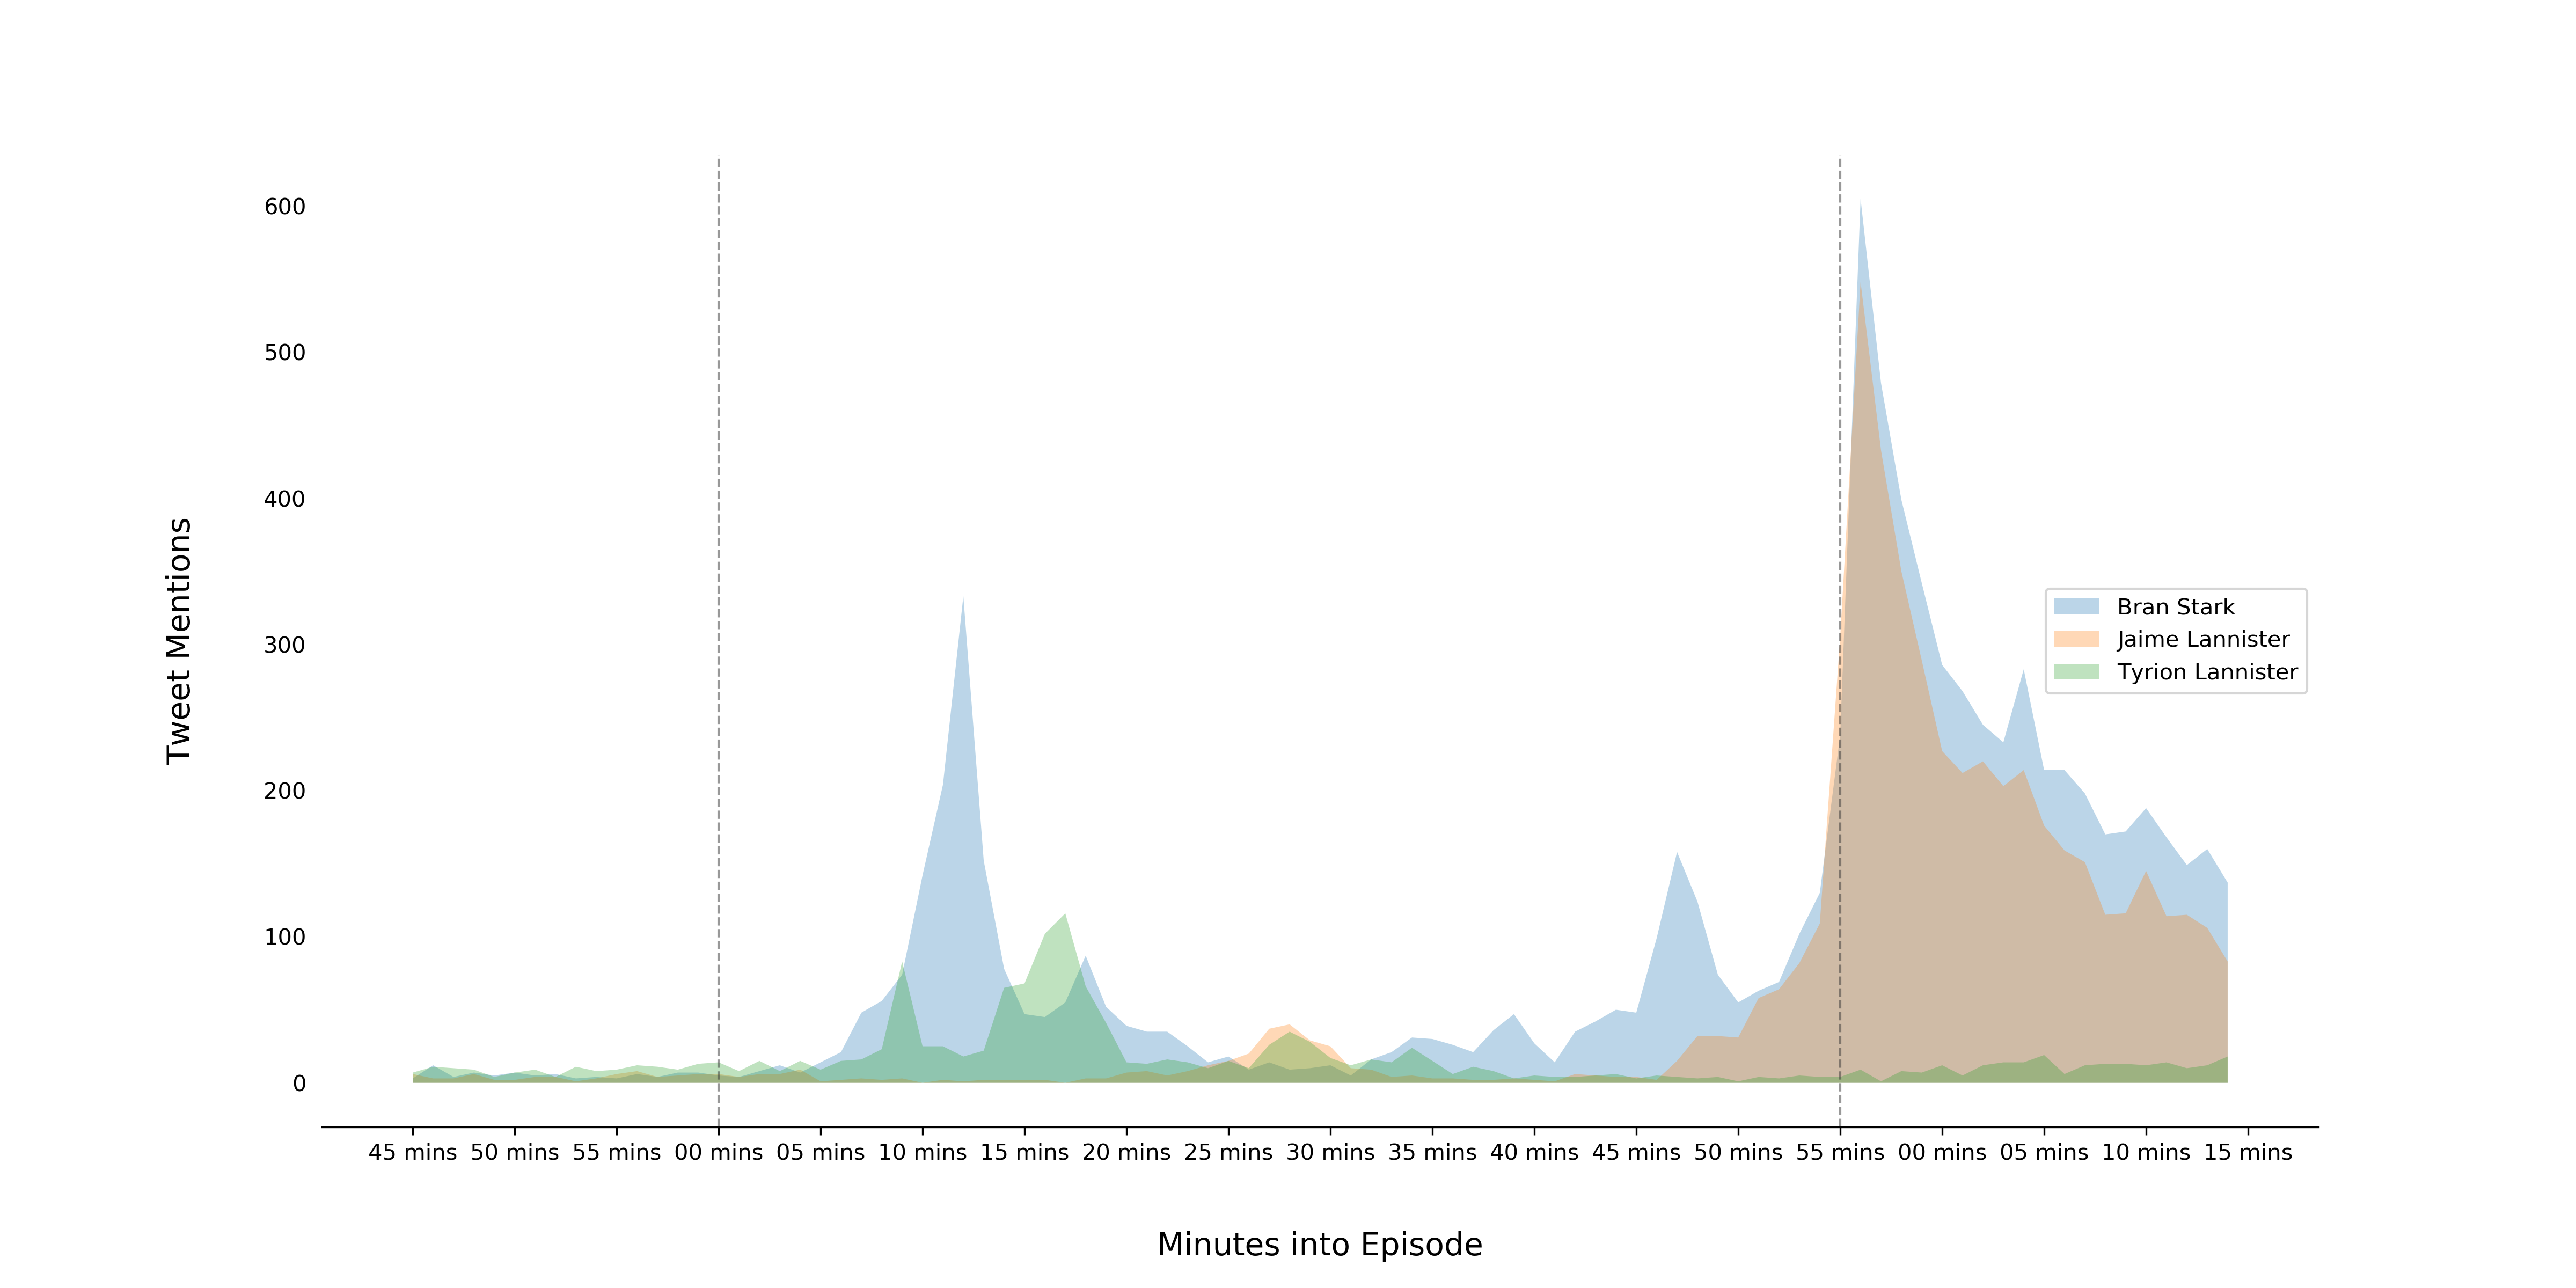 600
500
400
300
200
100
0
Tweet Mentions
Bran Stark
Jaime Lannister
Tyrion Lannister
45 mins 50 mins 55 mins 00 mins 05 mins 10 mins 15 mins 20 mins 25 mins 30 mins 35 mins 40 mins 45 mins 50 mins 55 mins 00 mins 05 mins 10 mins 15 mins
Minutes into Episode